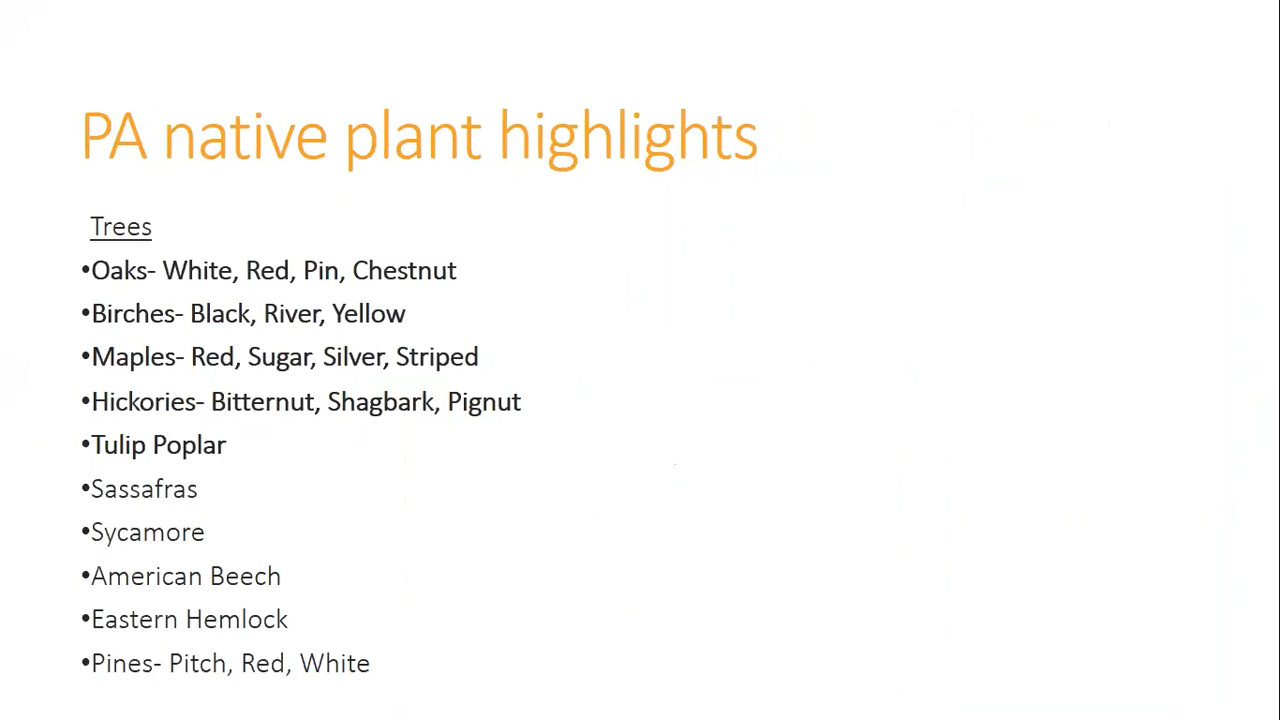 PA native plant highlights
Trees
•Oaks- White, Red, Pin, Chestnut
•Birches- Black, River, Yellow
•Maples- Red, Sugar, Silver, Striped
•Hickories- Bitternut, Shagbark, Pignut
•Tulip Poplar
•Sassafras
•Sycamore
•American Beech
•Eastern Hemlock
•Pines- Pitch, Red, White